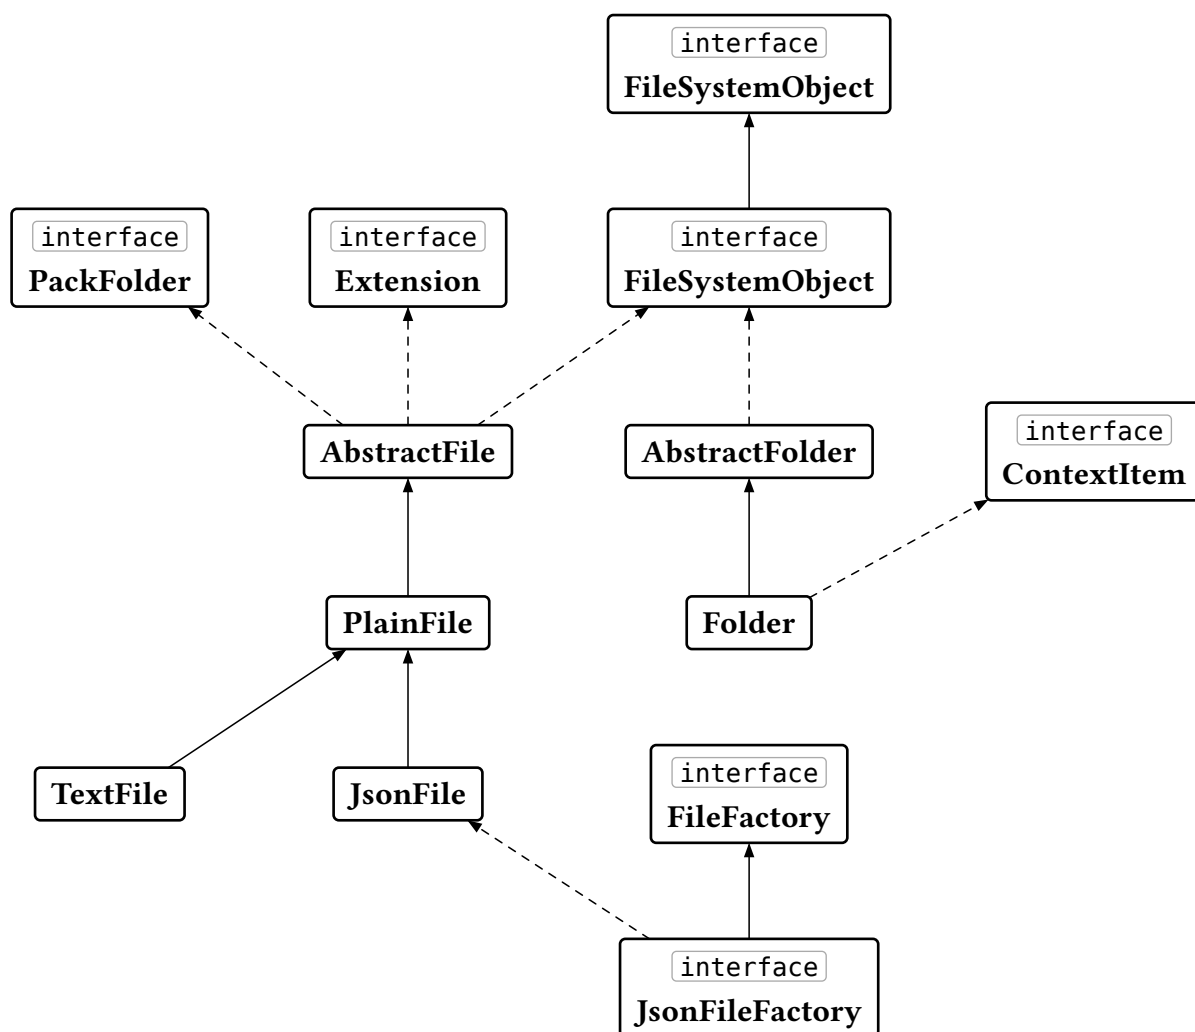 interface
FileSystemObject
interface
PackFolder
interface
Extension
interface
FileSystemObject
AbstractFile
AbstractFolder
interface
ContextItem
PlainFile
Folder
TextFile
JsonFile
interface
FileFactory
interface
JsonFileFactory